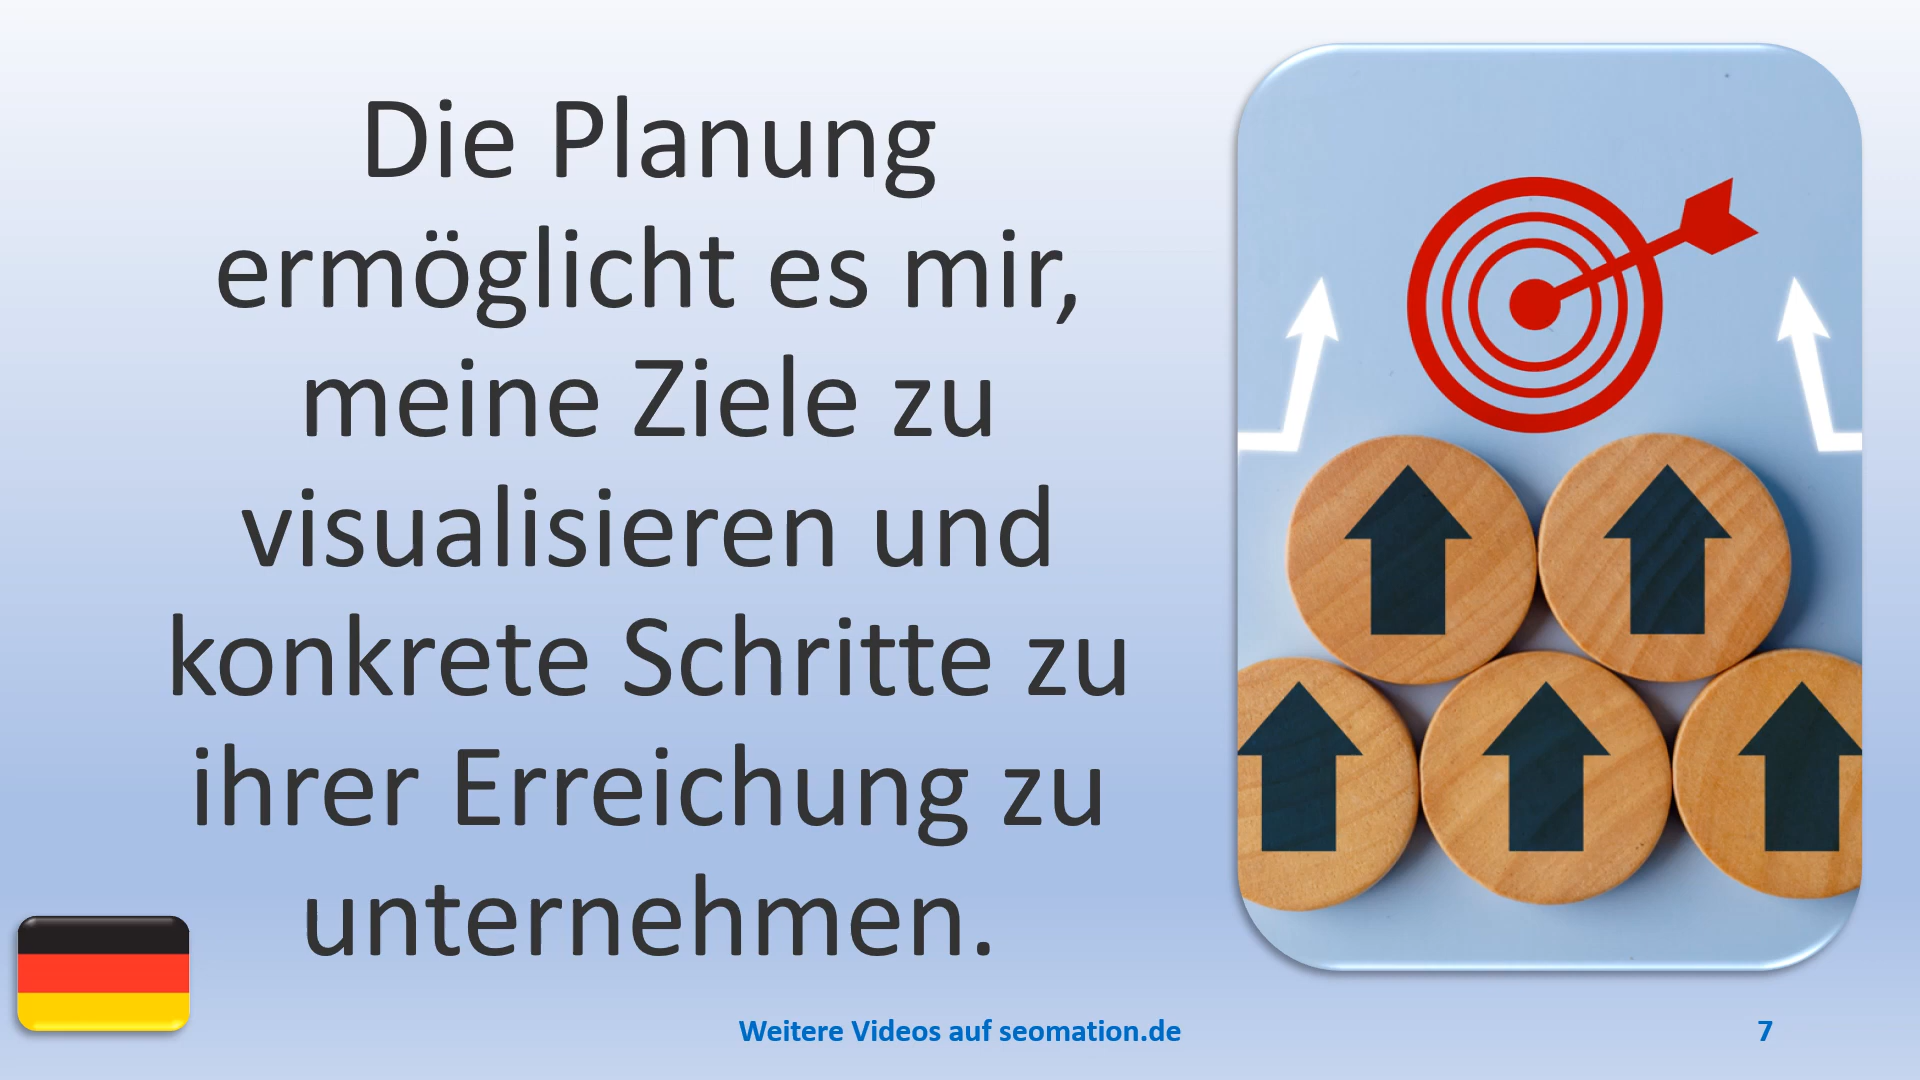 Die Planung
ermöglicht es mir,
meine Ziele zu
visualisieren und
konkrete Schritte zu
ihrer Erreichung zu
unternehmen.
Weitere Videos auf seomation.de
7